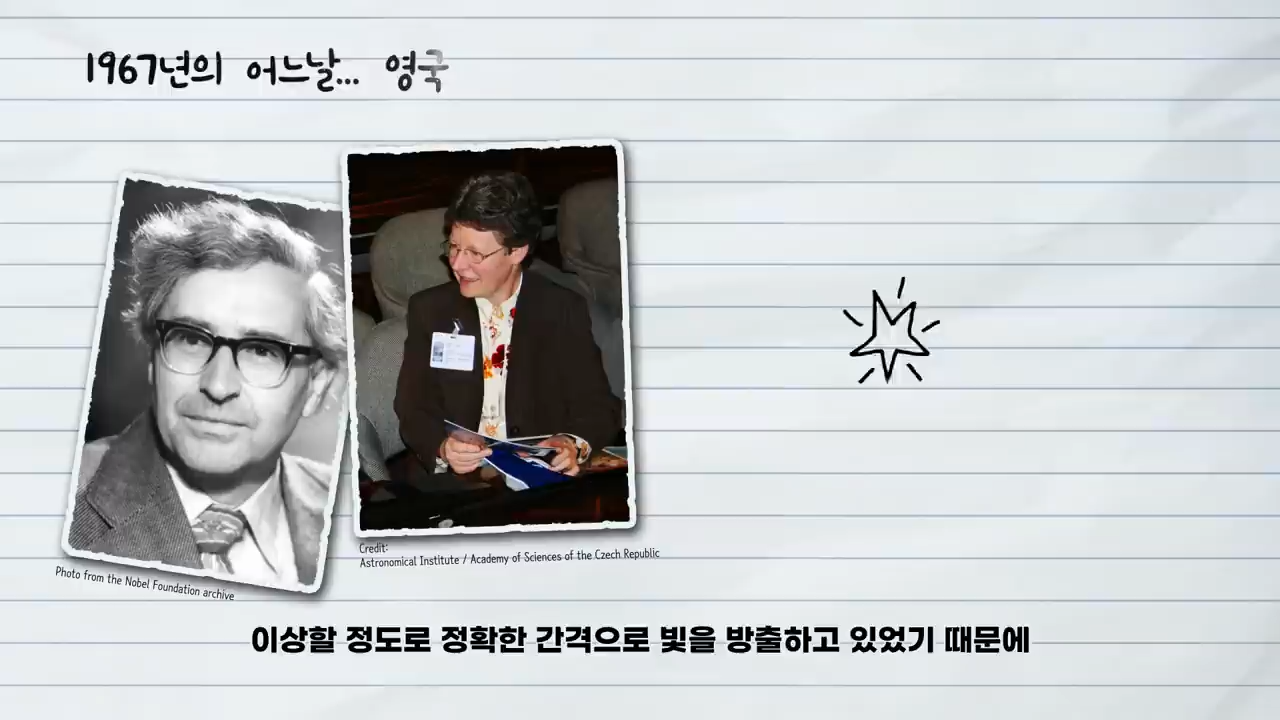 1967년의 어느날... 영국
Photo from the Nobel Foundation archive
Credit:
Astronomical Institute / Academy of Sciences of the Czech Republic
이상할 정도로 정확한 간격으로 빛을 방출하고 있었기 때문에